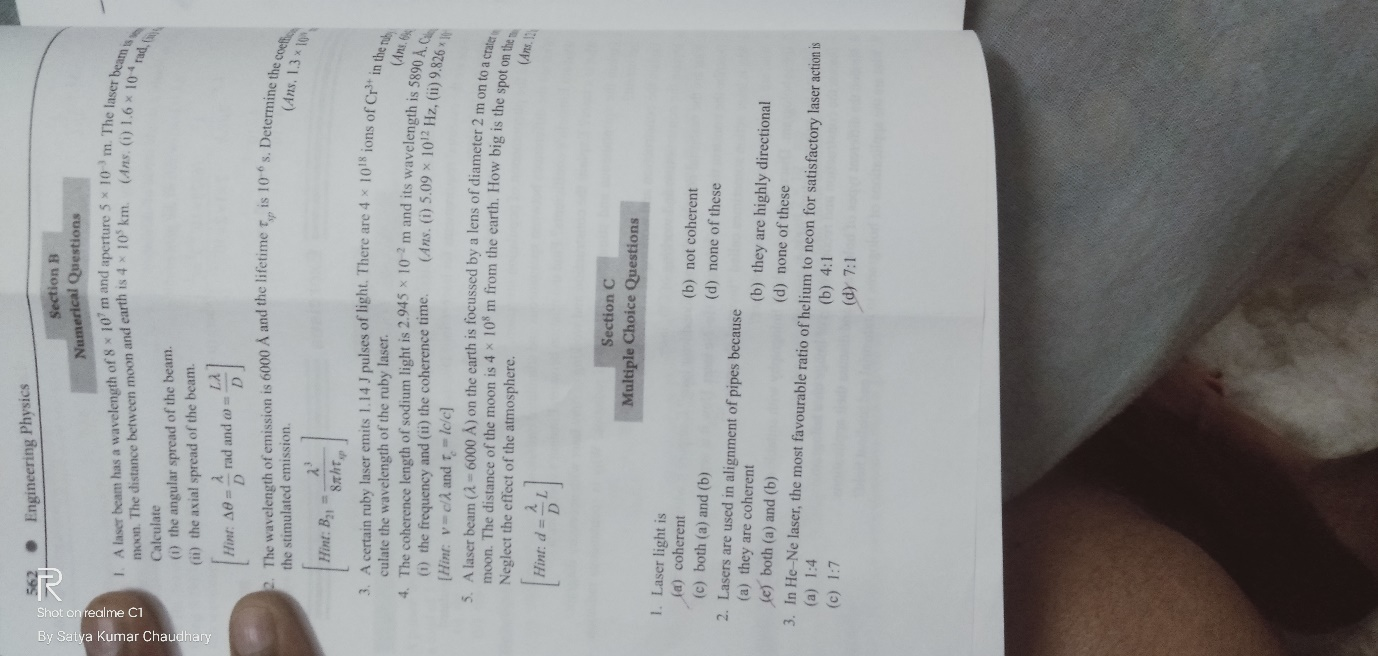 562 ● Engineering Physics
Section B
Numerical Questions
1. A laser beam has a wavelength of 8 × 10⁷ m and aperture 5 × 10⁻³ m. The laser beam is
moon. The distance between moon and earth is 4 × 10⁵ km. (Ans. (i) 1.6 × 10⁻⁴ rad, (ii)
Calculate
(i) the angular spread of the beam.
(ii) the axial spread of the beam.
[Hint: Δθ = λ/D rad and ω = Lλ/D]
2. The wavelength of emission is 6000 Å and the lifetime τsp is 10⁻⁶ s. Determine the
the stimulated emission. (Ans. 1.3 ×
[Hint: B₂₁ = λ³/8πhτsp]
3. A certain ruby laser emits 1.14 J pulses of light. There are 4 × 10¹⁸ ions of Cr³⁺ in the
culate the wavelength of the ruby laser. (Ans.
4. The coherence length of sodium light is 2.945 × 10⁻² m and its wavelength is 5890 Å.
(i) the frequency and (ii) the coherence time. (Ans. (i) 5.09 × 10¹² Hz, (ii) 9.826 ×
[Hint: ν = c/λ and τc = lc/c]
5. A laser beam (λ = 6000 Å) on the earth is focussed by a lens of diameter 2 m on to a crater
moon. The distance of the moon is 4 × 10⁸ m from the earth. How big is the spot on the
Neglect the effect of the atmosphere. (Ans.
[Hint: d = λ/D L]
Section C
Multiple Choice Questions
1. Laser light is
(a) coherent (b) not coherent
(c) both (a) and (b) (d) none of these
2. Lasers are used in alignment of pipes because
(a) they are coherent (b) they are highly directional
(c) both (a) and (b) (d) none of these
3. In He–Ne laser, the most favourable ratio of helium to neon for satisfactory laser action is
(a) 1:4 (b) 4:1
(c) 1:7 (d) 7:1
R
Shot on realme C1
By Satya Kumar Chaudhary